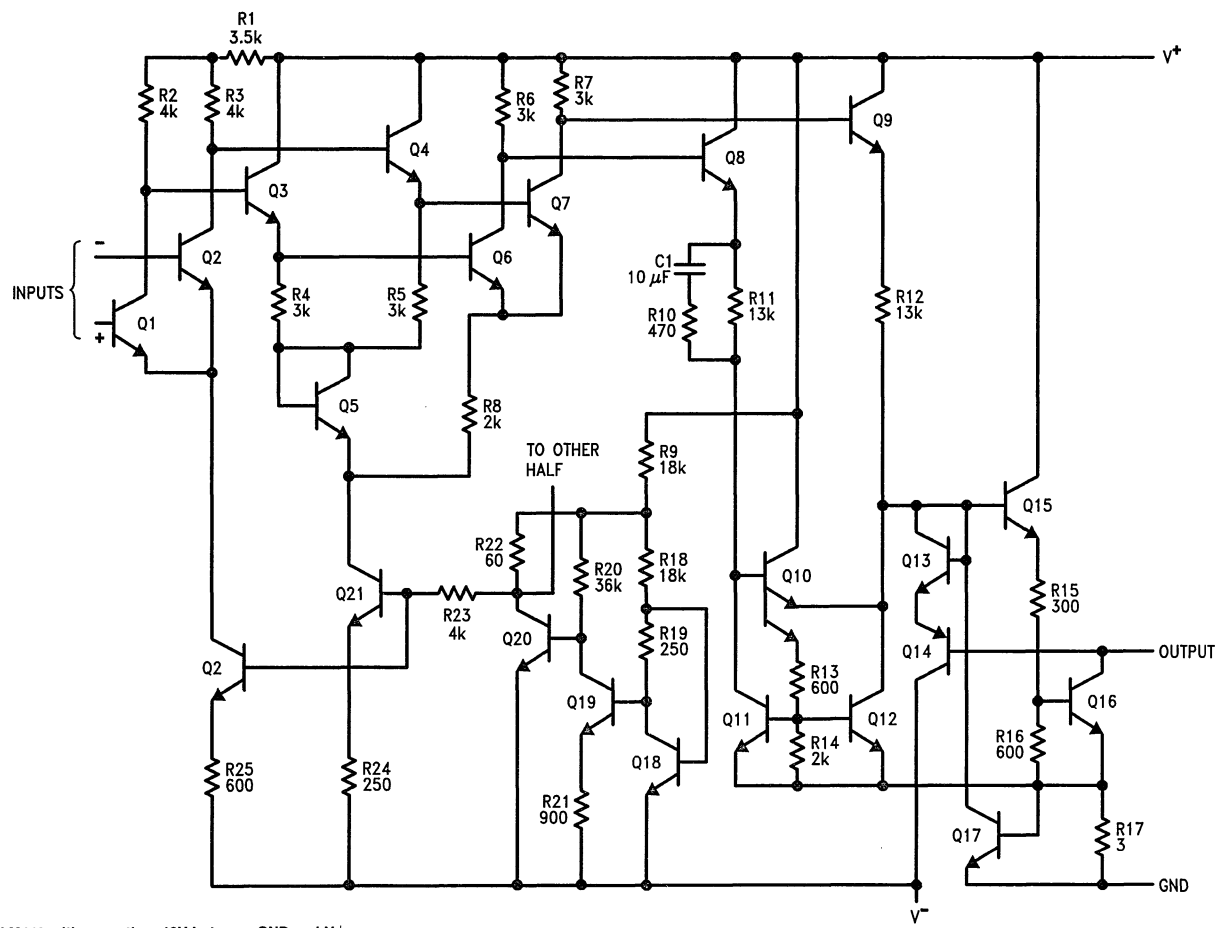 R1
3.5k
V+
R2
4k
R3
4k
R6
3k
R7
3k
Q9
Q4
Q8
Q3
Q7
-
Q2
Q6
INPUTS
C1
10 μF
R4
3k
R5
3k
R11
13k
R12
13k
Q1
R10
470
+
Q5
R8
2k
TO OTHER
HALF
R9
18k
Q15
R22
60
R20
36k
R18
18k
Q13
Q21
Q10
R15
300
R23
4k
Q20
R19
250
Q14
OUTPUT
Q2
R13
600
Q19
Q11
Q12
Q16
R14
2k
R16
600
Q18
R25
600
R24
250
R21
900
Q17
R17
3
GND
V-